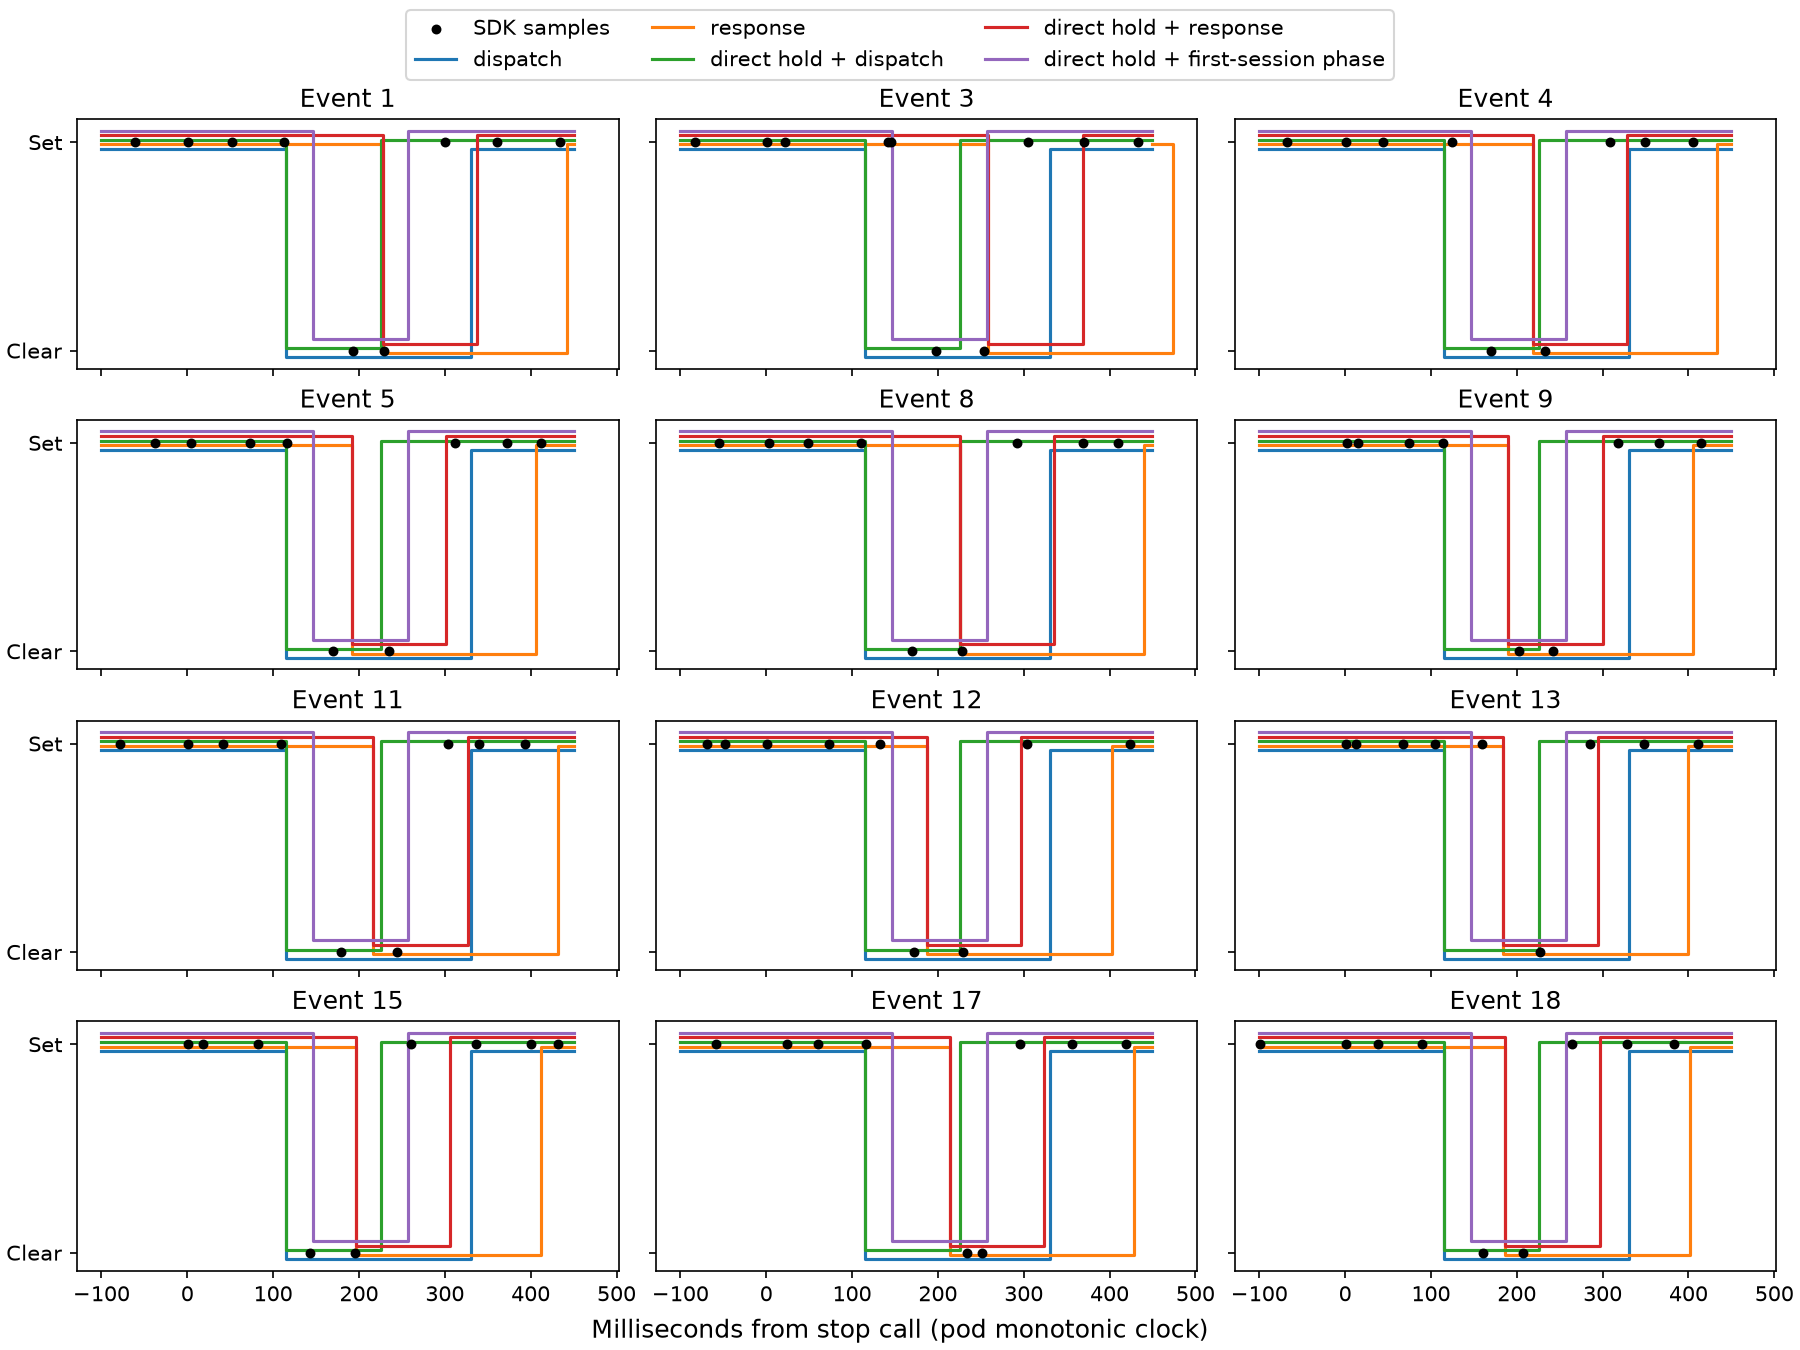 SDK samples response direct hold + response
dispatch direct hold + dispatch direct hold + first-session phase
Event 1 Event 3 Event 4
Set
Clear
Event 5 Event 8 Event 9
Set
Clear
Event 11 Event 12 Event 13
Set
Clear
Event 15 Event 17 Event 18
Set
Clear
−100 0 100 200 300 400 500 −100 0 100 200 300 400 500 −100 0 100 200 300 400 500
Milliseconds from stop call (pod monotonic clock)